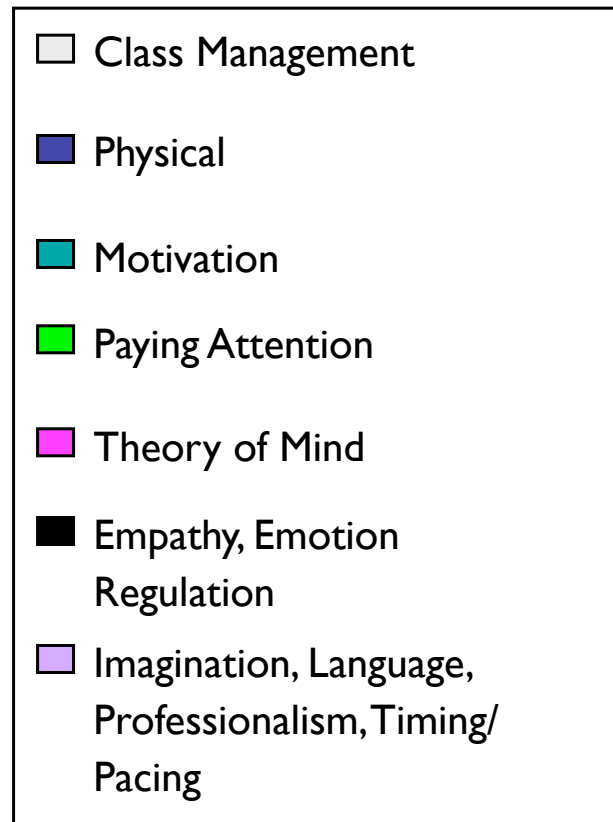 Class Management
Physical
Motivation
Paying Attention
Theory of Mind
Empathy, Emotion
Regulation
Imagination, Language,
Professionalism, Timing/
Pacing